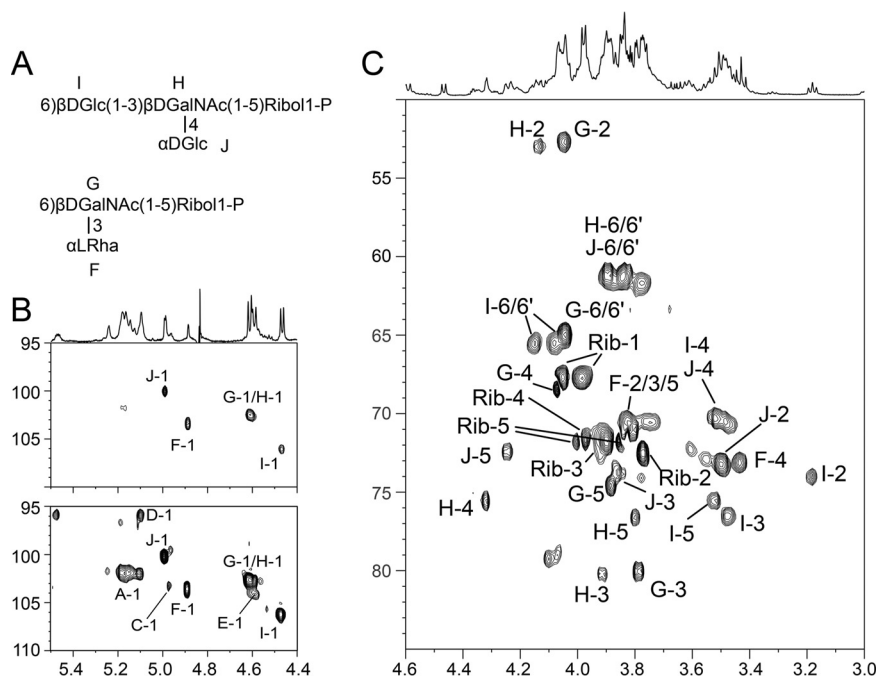 A
I H
6)βDGlc(1-3)βDGalNAc(1-5)Ribol1-P
4
αDGlc J
G
6)βDGalNAc(1-5)Ribol1-P
3
αLRha
F
B
95
100
105
110
J-1
F-1
G-1/H-1
I-1
95
100
105
110
D-1
J-1
A-1
C-1
F-1
G-1/H-1
E-1
I-1
5.4 5.2 5.0 4.8 4.6 4.4
C
55
60
65
70
75
80
H-2 G-2
H-6/6'
J-6/6'
I-6/6' G-6/6'
Rib-1
I-4
J-4
G-4
F-2/3/5
Rib-4
J-2
Rib-5
J-5
Rib-3
Rib-2
F-4
I-2
G-5
J-3
H-4
H-5
I-5
I-3
H-3
G-3
4.6 4.4 4.2 4.0 3.8 3.6 3.4 3.2 3.0